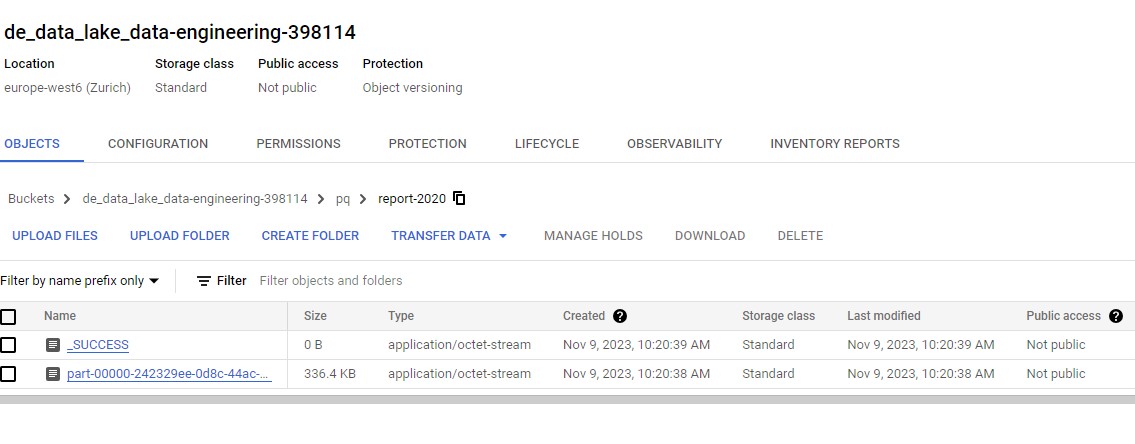 de_data_lake_data-engineering-398114
Location Storage class Public access Protection
europe-west6 (Zurich) Standard Not public Object versioning
OBJECTS CONFIGURATION PERMISSIONS PROTECTION LIFECYCLE OBSERVABILITY INVENTORY REPORTS
Buckets > de_data_lake_data-engineering-398114 > pq > report-2020
UPLOAD FILES UPLOAD FOLDER CREATE FOLDER TRANSFER DATA MANAGE HOLDS DOWNLOAD DELETE
Filter by name prefix only Filter Filter objects and folders
Name Size Type Created Storage class Last modified Public access
_SUCCESS 0 B application/octet-stream Nov 9, 2023, 10:20:39 AM Standard Nov 9, 2023, 10:20:39 AM Not public
part-00000-242329ee-0d8c-44ac-... 336.4 KB application/octet-stream Nov 9, 2023, 10:20:38 AM Standard Nov 9, 2023, 10:20:38 AM Not public